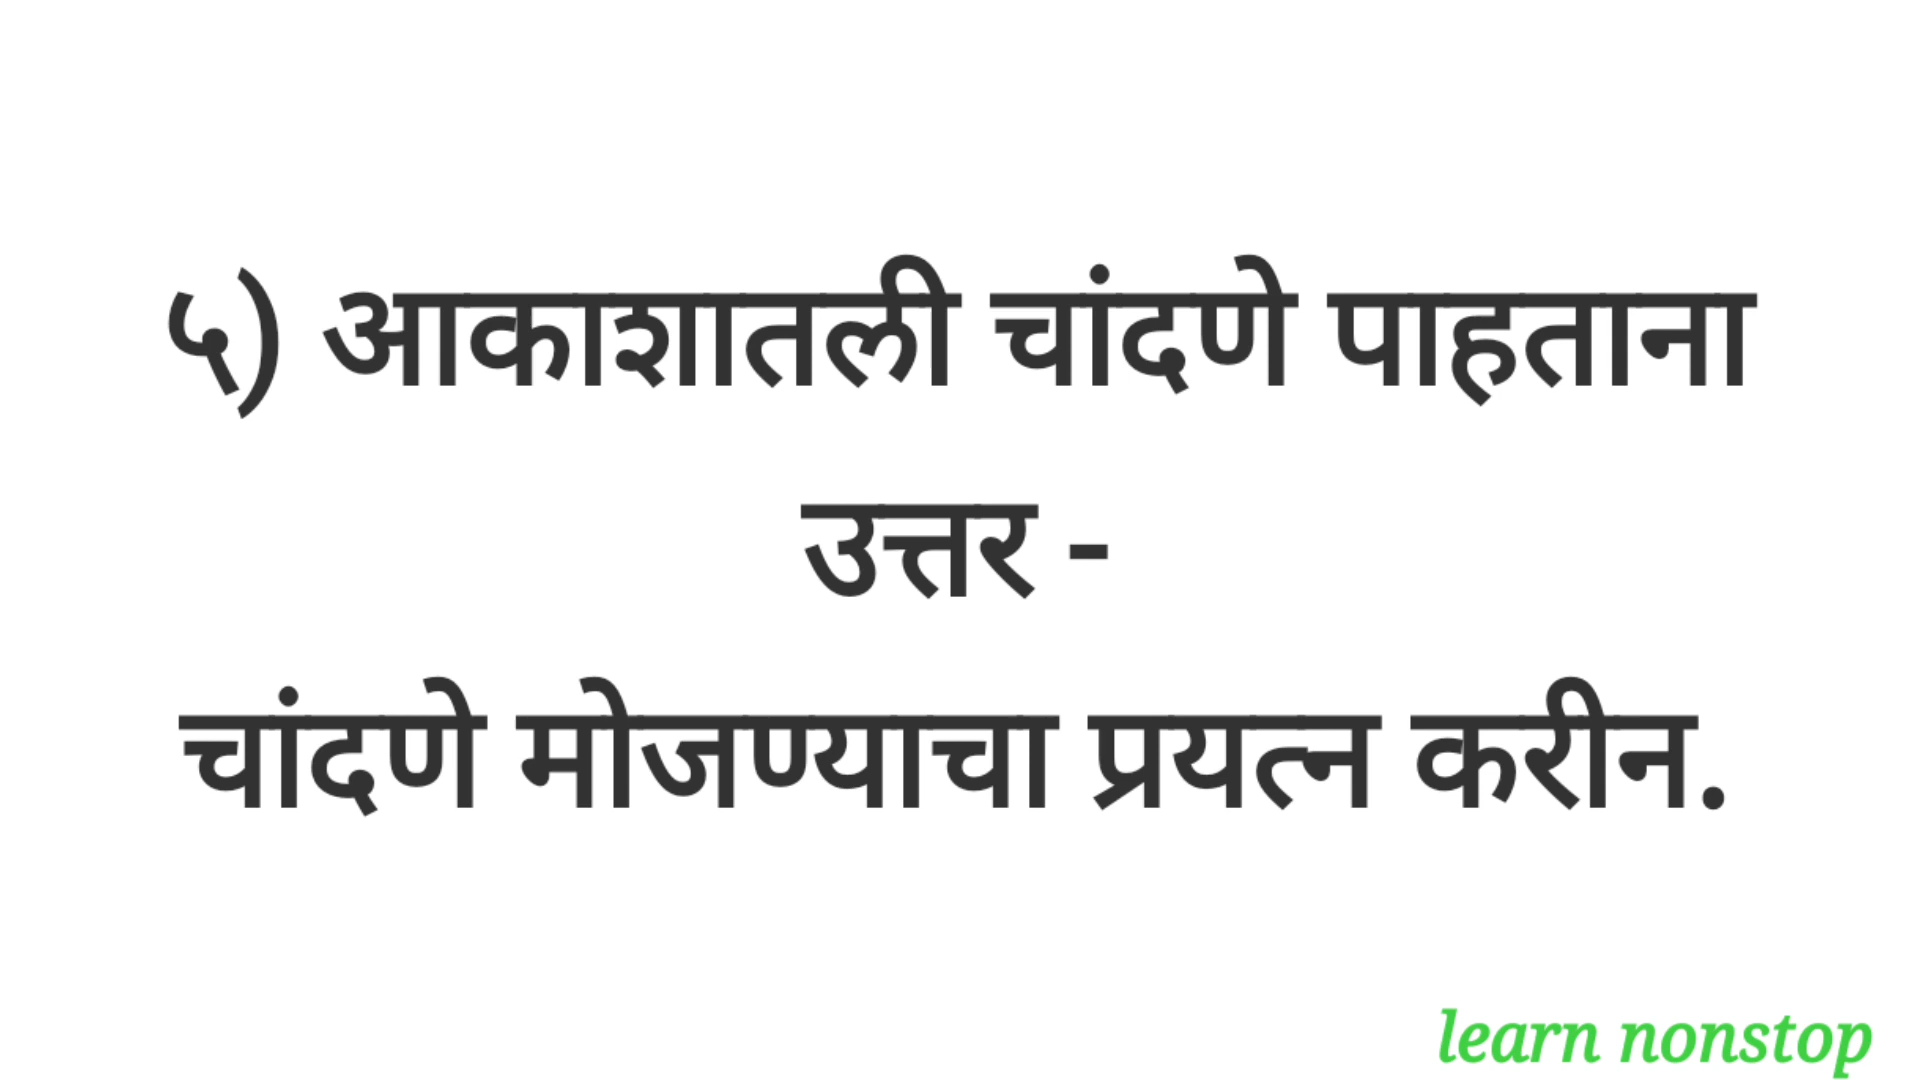 ५) आकाशातली चांदणे पाहताना
उत्तर -
चांदणे मोजण्याचा प्रयत्न करीन.
learn nonstop